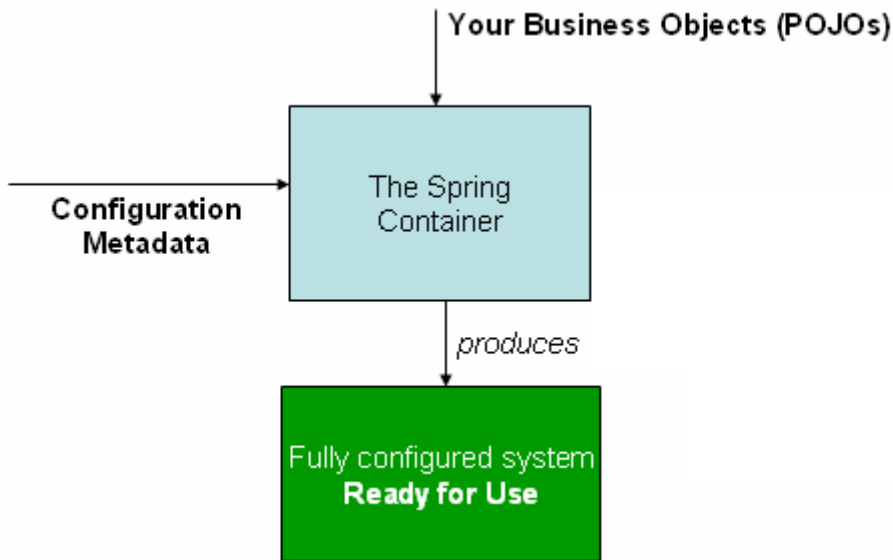 Your Business Objects (POJOs)
The Spring
Container
Configuration
Metadata
produces
Fully configured system
Ready for Use